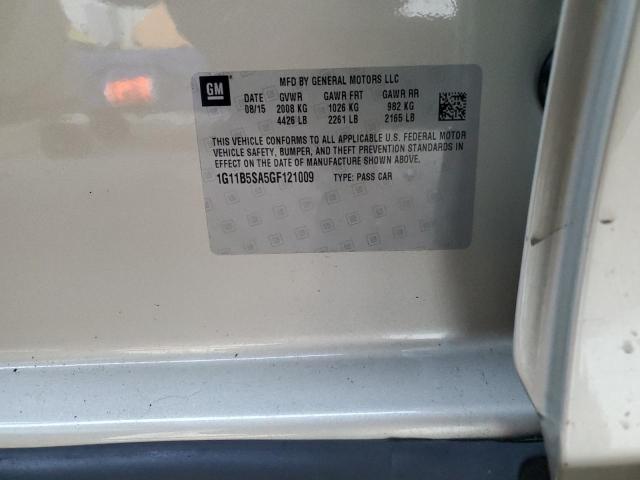 GM
MFD BY GENERAL MOTORS LLC
DATE GVWR GAWR FRT GAWR RR
08/15 2008 KG 1026 KG 982 KG
4426 LB 2261 LB 2165 LB
THIS VEHICLE CONFORMS TO ALL APPLICABLE U.S. FEDERAL MOTOR
VEHICLE SAFETY, BUMPER, AND THEFT PREVENTION STANDARDS IN
EFFECT ON THE DATE OF MANUFACTURE SHOWN ABOVE.
1G11B5SA5GF121009 TYPE: PASS CAR